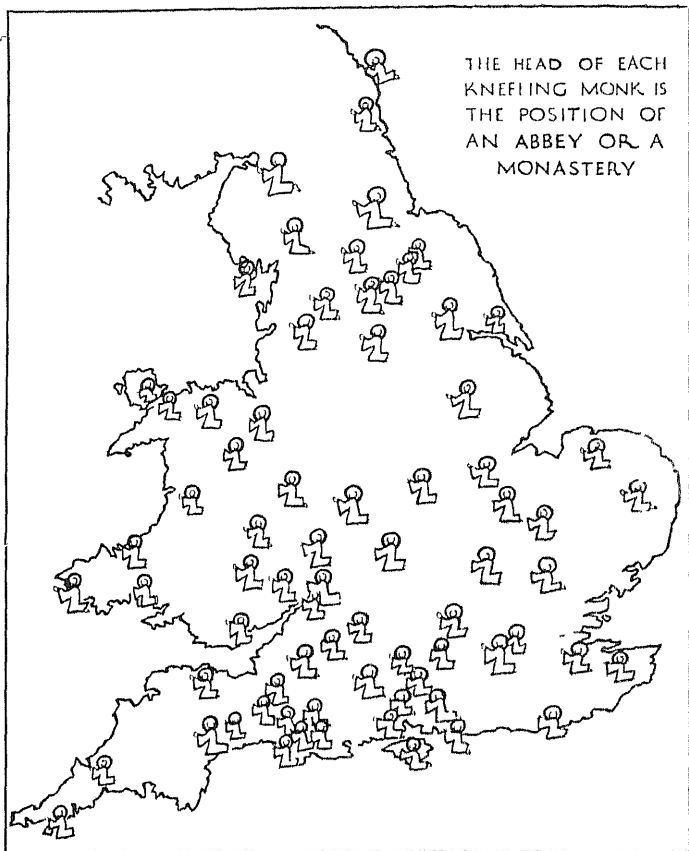 THE HEAD OF EACH
KNEELING MONK IS
THE POSITION OF
AN ABBEY OR A
MONASTERY